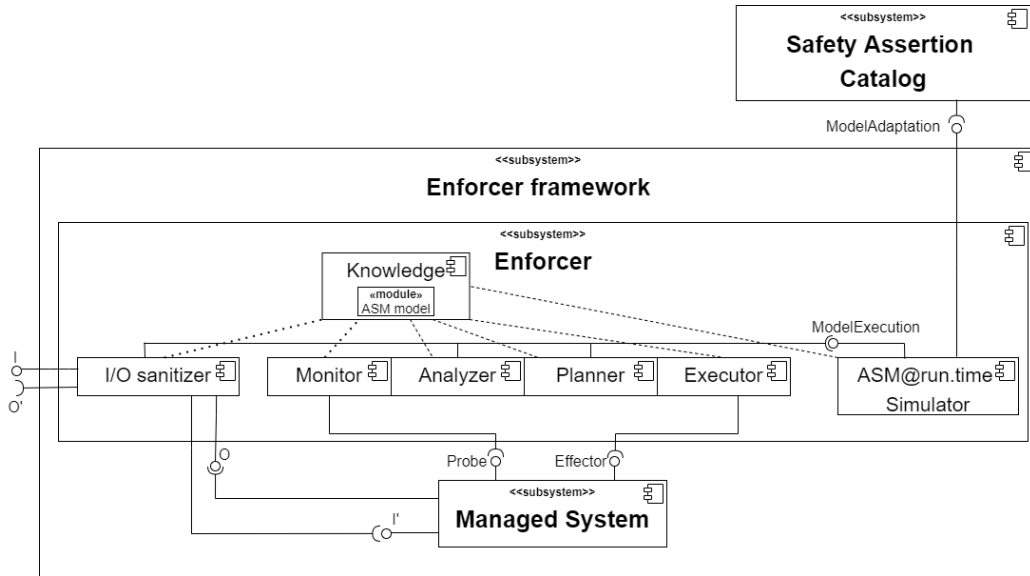 <<subsystem>>
Safety Assertion
Catalog
ModelAdaptation
<<subsystem>>
Enforcer framework
<<subsystem>>
Enforcer
Knowledge
«module»
ASM model
ModelExecution
I
O'
I/O sanitizer
Monitor
Analyzer
Planner
Executor
ASM@run.time
Simulator
O
Probe
Effector
<<subsystem>>
Managed System
I'